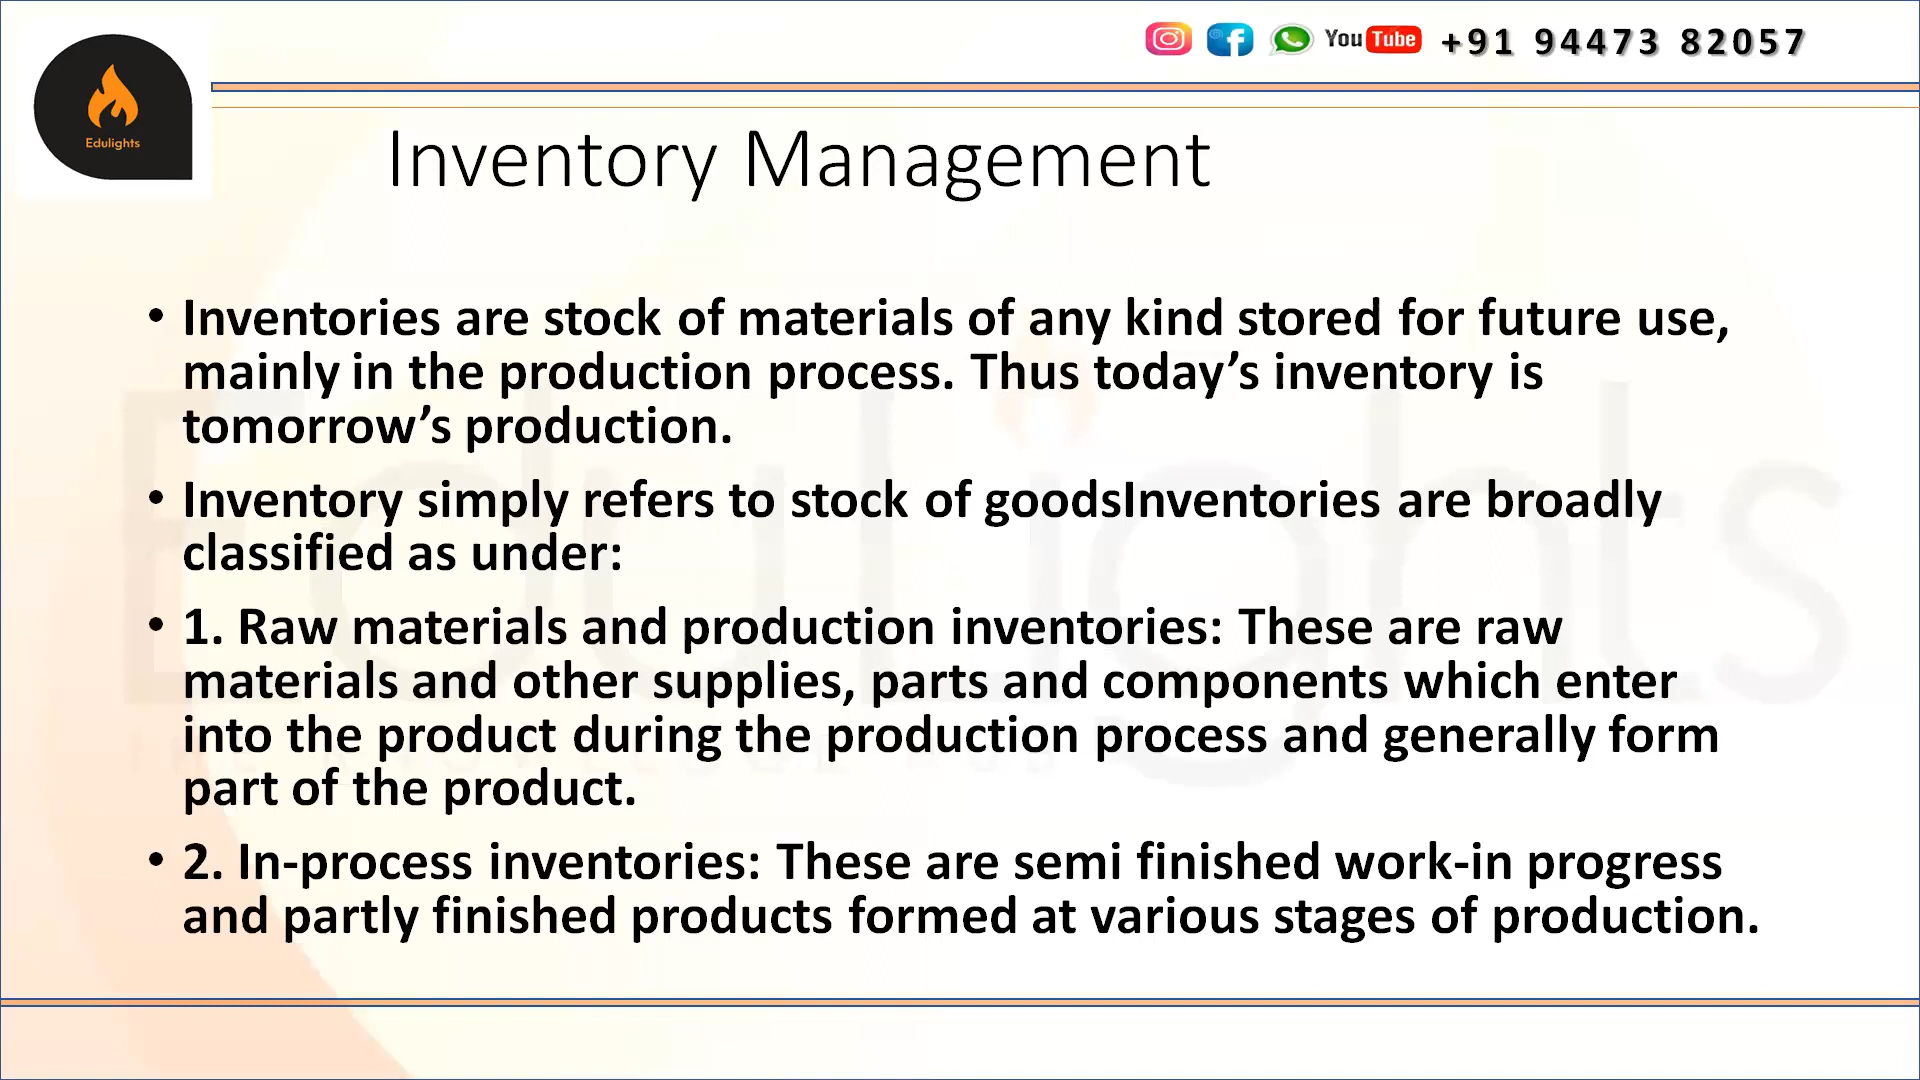 You Tube +91 94473 82057
Edulights
Inventory Management
• Inventories are stock of materials of any kind stored for future use,
mainly in the production process. Thus today’s inventory is
tomorrow’s production.
• Inventory simply refers to stock of goodsInventories are broadly
classified as under:
• 1. Raw materials and production inventories: These are raw
materials and other supplies, parts and components which enter
into the product during the production process and generally form
part of the product.
• 2. In-process inventories: These are semi finished work-in progress
and partly finished products formed at various stages of production.
EduLights